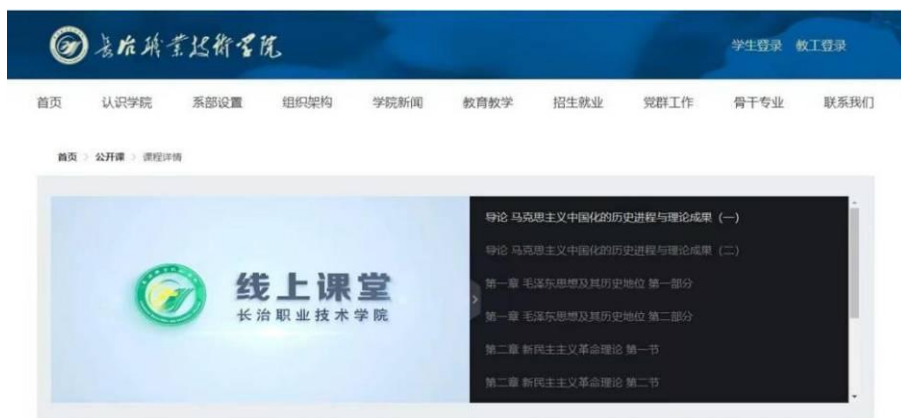 长治职业技术学院
学生登录 教工登录
首页 认识学院 系部设置 组织架构 学院新闻 教育教学 招生就业 党群工作 骨干专业 联系我们
首页 > 公开课 > 课程详情
线上课堂
长治职业技术学院
导论 马克思主义中国化的历史进程与理论成果（一）
导论 马克思主义中国化的历史进程与理论成果（二）
第一章 毛泽东思想及其历史地位 第一部分
第一章 毛泽东思想及其历史地位 第二部分
第二章 新民主主义革命理论 第一节
第二章 新民主主义革命理论 第二节